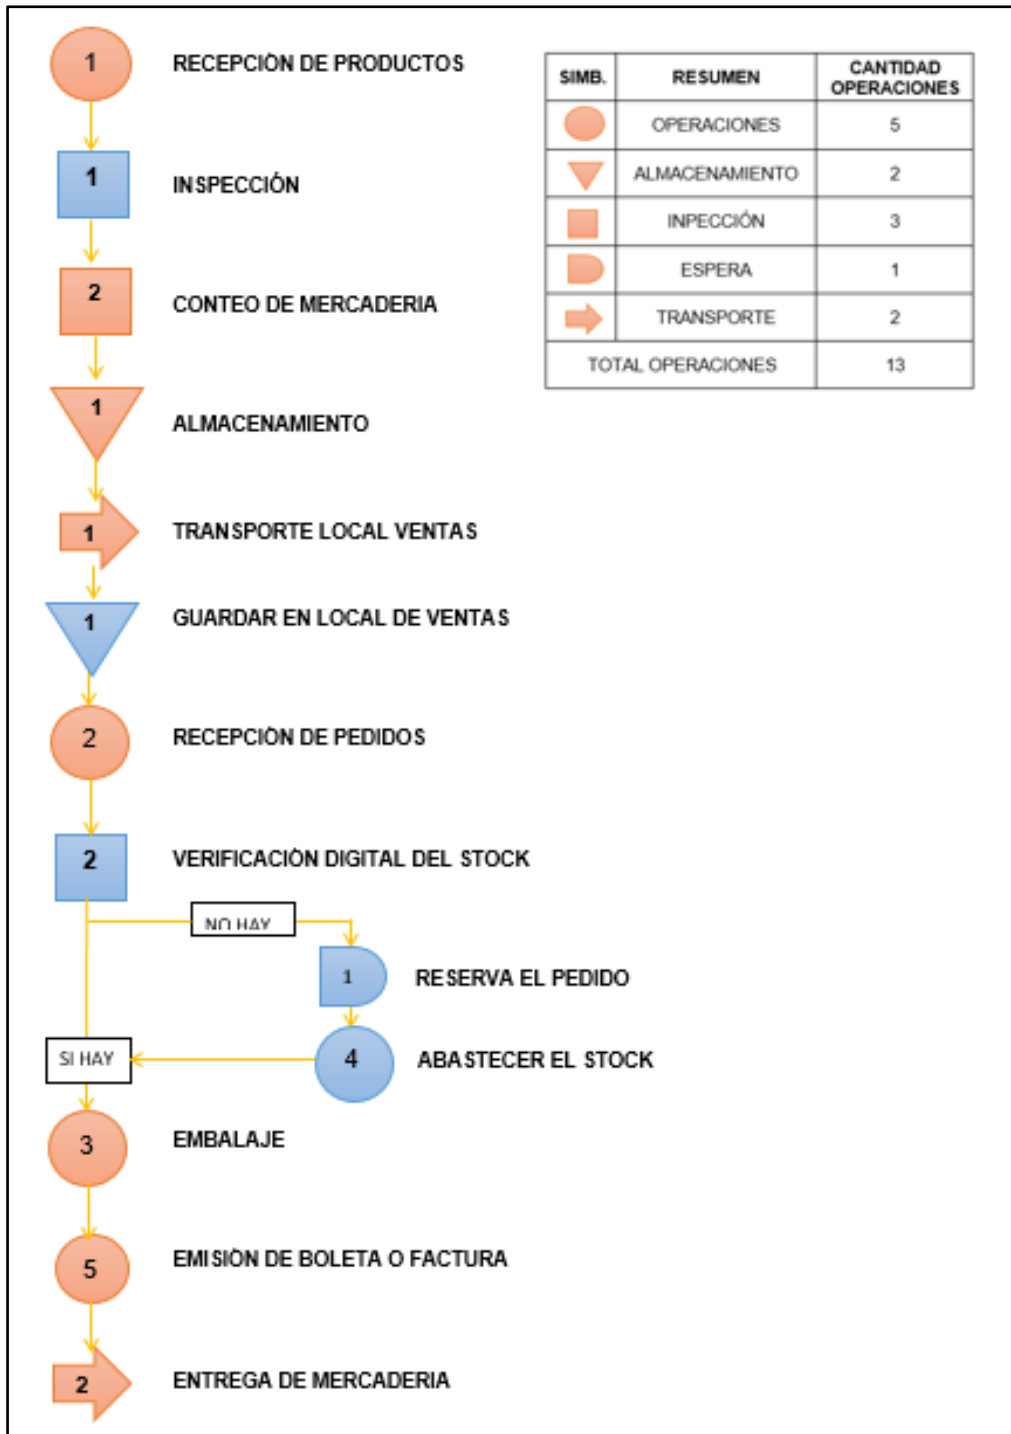 1 RECEPCIÓN DE PRODUCTOS
SIMB. RESUMEN CANTIDAD OPERACIONES
OPERACIONES 5
ALMACENAMIENTO 2
INPECCIÓN 3
ESPERA 1
TRANSPORTE 2
TOTAL OPERACIONES 13
1 INSPECCIÓN
2 CONTEO DE MERCADERIA
1 ALMACENAMIENTO
1 TRANSPORTE LOCAL VENTAS
1 GUARDAR EN LOCAL DE VENTAS
2 RECEPCIÓN DE PEDIDOS
2 VERIFICACIÓN DIGITAL DEL STOCK
NO HAY
1 RESERVA EL PEDIDO
4 ABASTECER EL STOCK
SI HAY
3 EMBALAJE
5 EMISIÓN DE BOLETA O FACTURA
2 ENTREGA DE MERCADERIA